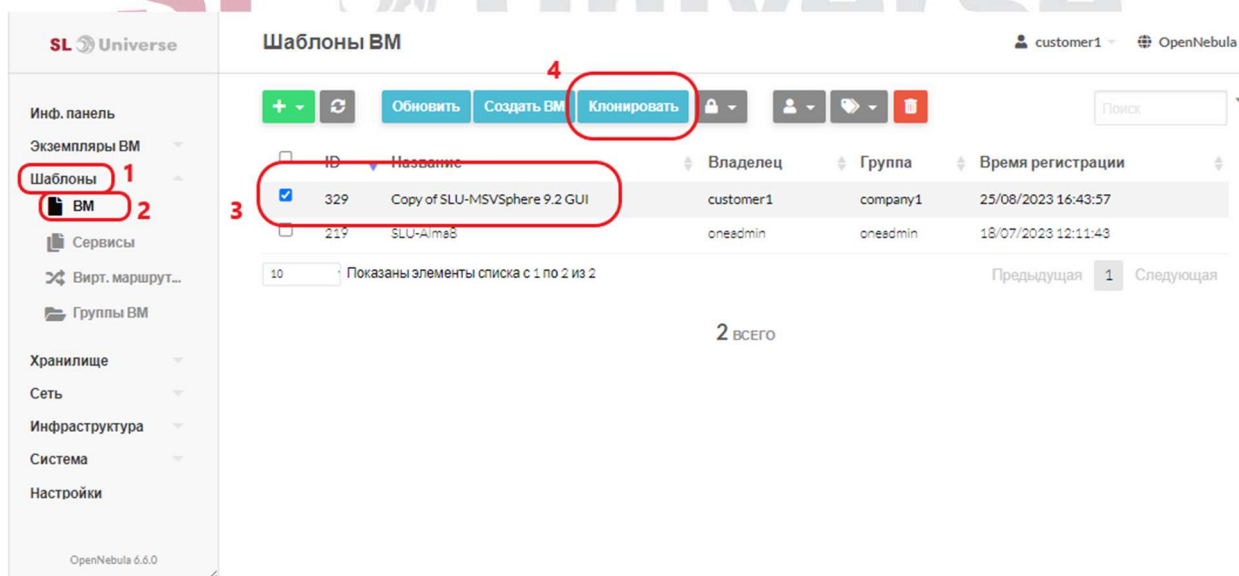 SL UNIVERSE
SL Universe
Шаблоны ВМ
customer1
OpenNebula
4
Обновить
Создать ВМ
Клонировать
Поиск
Инф. панель
Экземпляры ВМ
Шаблоны
1
ВМ
2
Сервисы
Вирт. маршрут...
Группы ВМ
Хранилище
Сеть
Инфраструктура
Система
Настройки
OpenNebula 6.6.0
ID Название Владелец Группа Время регистрации
3
329 Copy of SLU-MSVSphere 9.2 GUI customer1 company1 25/08/2023 16:43:57
219 SLU-Alma8 oneadmin oneadmin 18/07/2023 12:11:43
10 Показаны элементы списка с 1 по 2 из 2
Предыдущая 1 Следующая
2 ВСЕГО